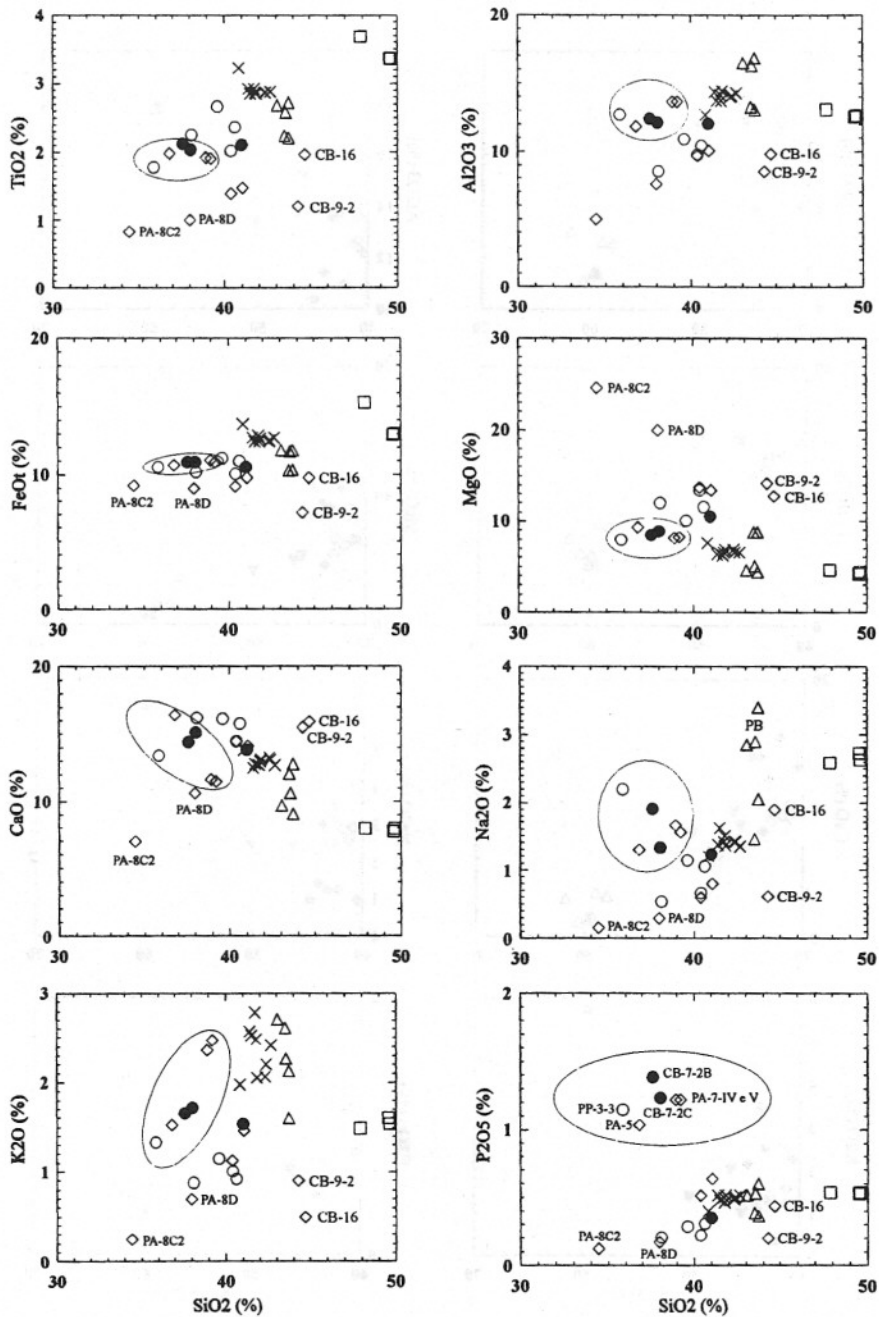 4
3
2
1
0
30
40
50
TiO2 (%)
PA-8C2
PA-8D
CB-16
CB-9-2
20
10
0
30
40
50
Al2O3 (%)
CB-16
CB-9-2
20
10
0
30
40
50
FeOt (%)
PA-8C2
PA-8D
CB-16
CB-9-2
30
20
10
0
30
40
50
MgO (%)
PA-8C2
PA-8D
CB-9-2
CB-16
20
10
0
30
40
50
CaO (%)
PA-8C2
PA-8D
CB-16
CB-9-2
4
3
2
1
0
30
40
50
Na2O (%)
PB
PA-8C2
PA-8D
CB-16
CB-9-2
3
2
1
0
30
40
50
K2O (%)
SiO2 (%)
PA-8C2
PA-8D
CB-9-2
CB-16
2
1
0
30
40
50
P2O5 (%)
SiO2 (%)
CB-7-2B
PA-7-IV e V
PP-3-3
CB-7-2C
PA-5
PA-8C2
PA-8D
CB-16
CB-9-2